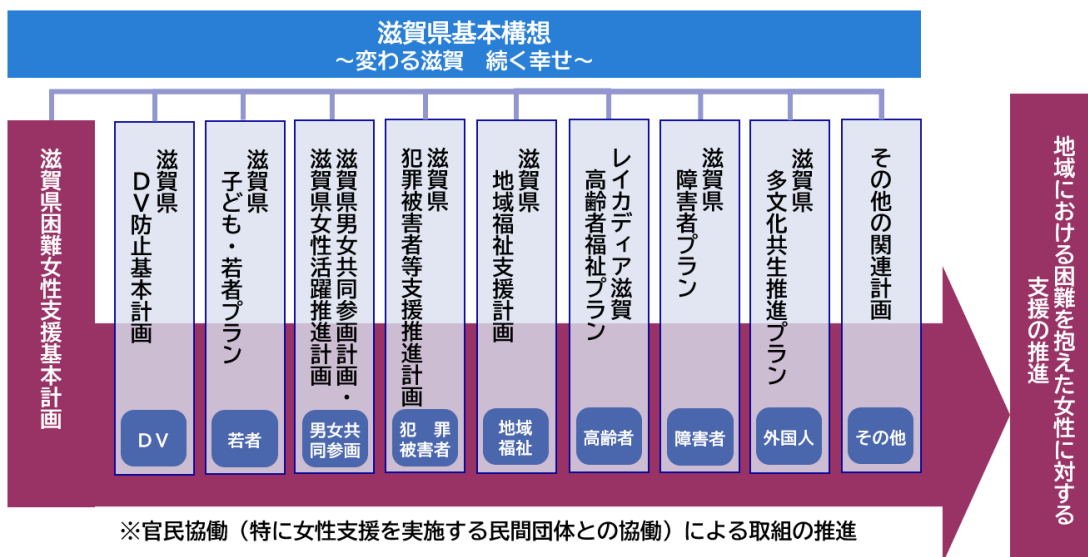 滋賀県基本構想
～変わる滋賀　続く幸せ～
滋賀県困難女性支援基本計画
滋賀県
ＤＶ防止基本計画
ＤＶ
滋賀県
子ども・若者プラン
若者
滋賀県男女共同参画計画・
滋賀県女性活躍推進計画
男女共
同参画
滋賀県
犯罪被害者等支援推進計画
犯　罪
被害者
滋賀県
地域福祉支援計画
地域
福祉
レイカディア滋賀
高齢者福祉プラン
高齢者
滋賀県
障害者プラン
障害者
滋賀県
多文化共生推進プラン
外国人
その他の関連計画
その他
地域における困難を抱えた女性に対する
支援の推進
※官民協働（特に女性支援を実施する民間団体との協働）による取組の推進